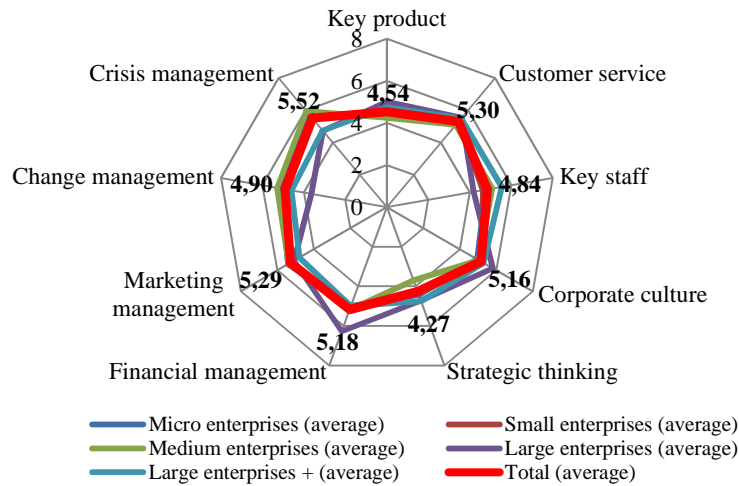 Key product
8
Crisis management
Customer service
6
5,52
4,54
5,30
4
Change management
4,90
2
4,84
Key staff
0
Marketing
management
5,29
5,16
Corporate culture
5,18
4,27
Financial management
Strategic thinking
Micro enterprises (average)
Small enterprises (average)
Medium enterprises (average)
Large enterprises (average)
Large enterprises + (average)
Total (average)